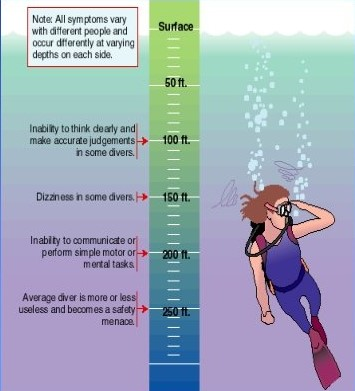 Note: All symptoms vary
with different people and
occur differently at varying
depths on each side.
Surface
50 ft.
Inability to think clearly and
make accurate judgements
in some divers.
100 ft.
Dizziness in some divers.
150 ft.
Inability to communicate or
perform simple motor or
mental tasks.
200 ft.
Average diver is more or less
useless and becomes a safety
menace.
250 ft.